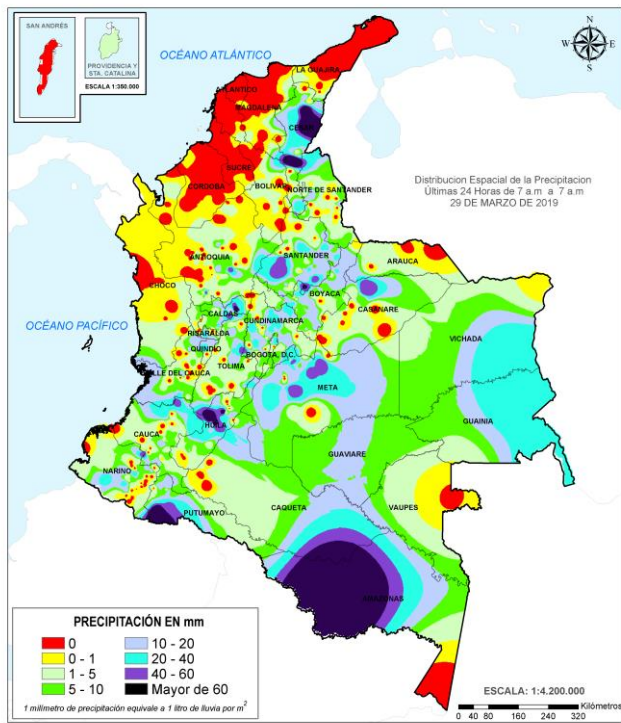 SAN ANDRÉS
PROVIDENCIA Y
STA. CATALINA
ESCALA 1:350.000
OCÉANO ATLÁNTICO
N
W
E
S
LA GUAJIRA
ATLANTICO
MAGDALENA
CESAR
SUCRE
CORDOBA
BOLIVAR
NORTE DE SANTANDER
Distribucion Espacial de la Precipitacion
Últimas 24 Horas de 7 a.m a 7 a.m
29 DE MARZO DE 2019
ANTIOQUIA
SANTANDER
ARAUCA
CHOCO
BOYACA
CASANARE
OCÉANO PACÍFICO
CALDAS
CUNDINAMARCA
RISARALDA
VICHADA
QUINDIO
BOGOTA, D.C.
TOLIMA
VALLE DEL CAUCA
META
GUAINIA
HUILA
CAUCA
GUAVIARE
NARIÑO
PUTUMAYO
CAQUETA
VAUPES
AMAZONAS
PRECIPITACIÓN EN mm
0
10 - 20
0 - 1
20 - 40
1 - 5
40 - 60
5 - 10
Mayor de 60
1 milímetro de precipitación equivale a 1 litro de lluvia por m²
ESCALA: 1:4.200.000
Kilómetros
0 40 80 160 240 320